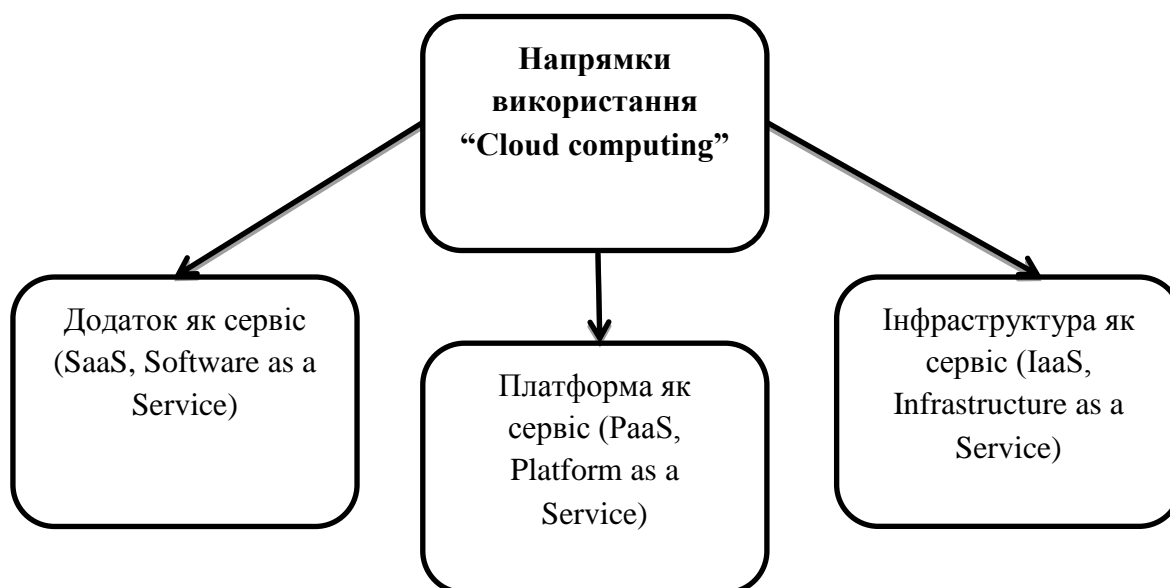 Напрямки
використання
“Cloud computing”
Додаток як сервіс
(SaaS, Software as a
Service)
Платформа як
сервіс (PaaS,
Platform as a
Service)
Інфраструктура як
сервіс (IaaS,
Infrastructure as a
Service)